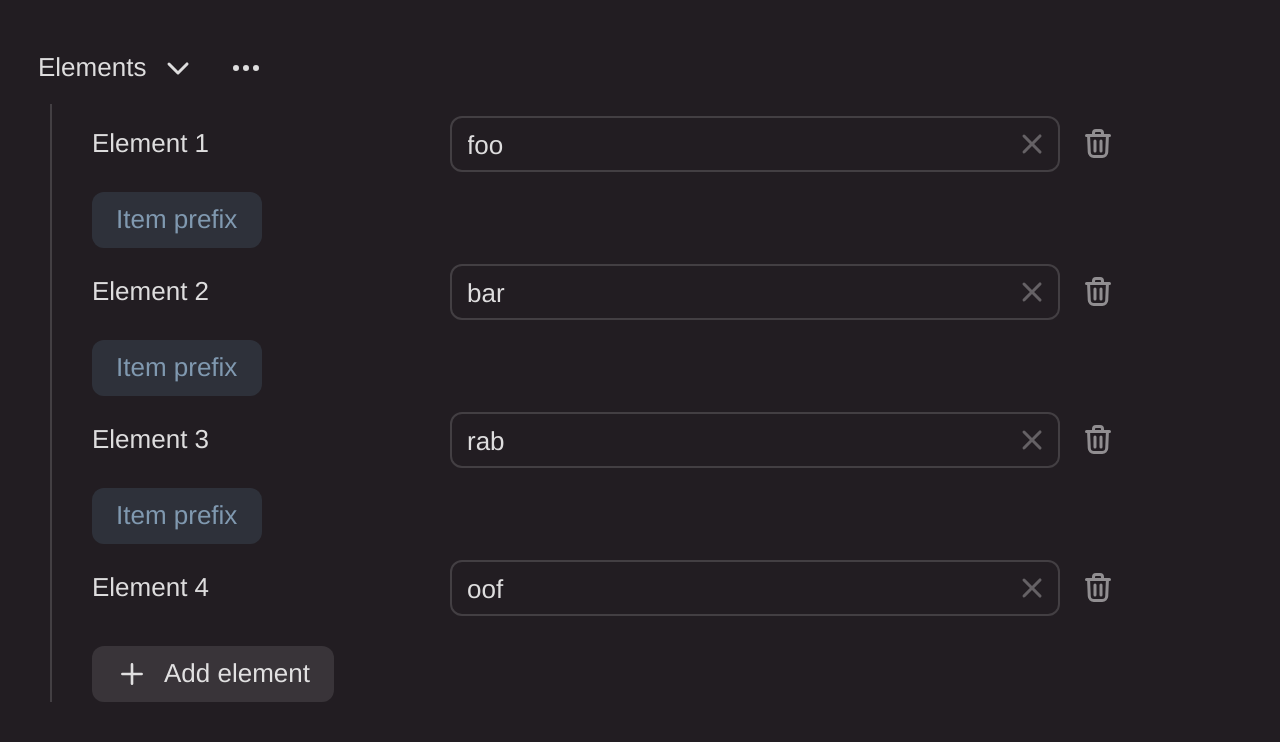 Elements
Element 1 foo
Item prefix
Element 2 bar
Item prefix
Element 3 rab
Item prefix
Element 4 oof
Add element